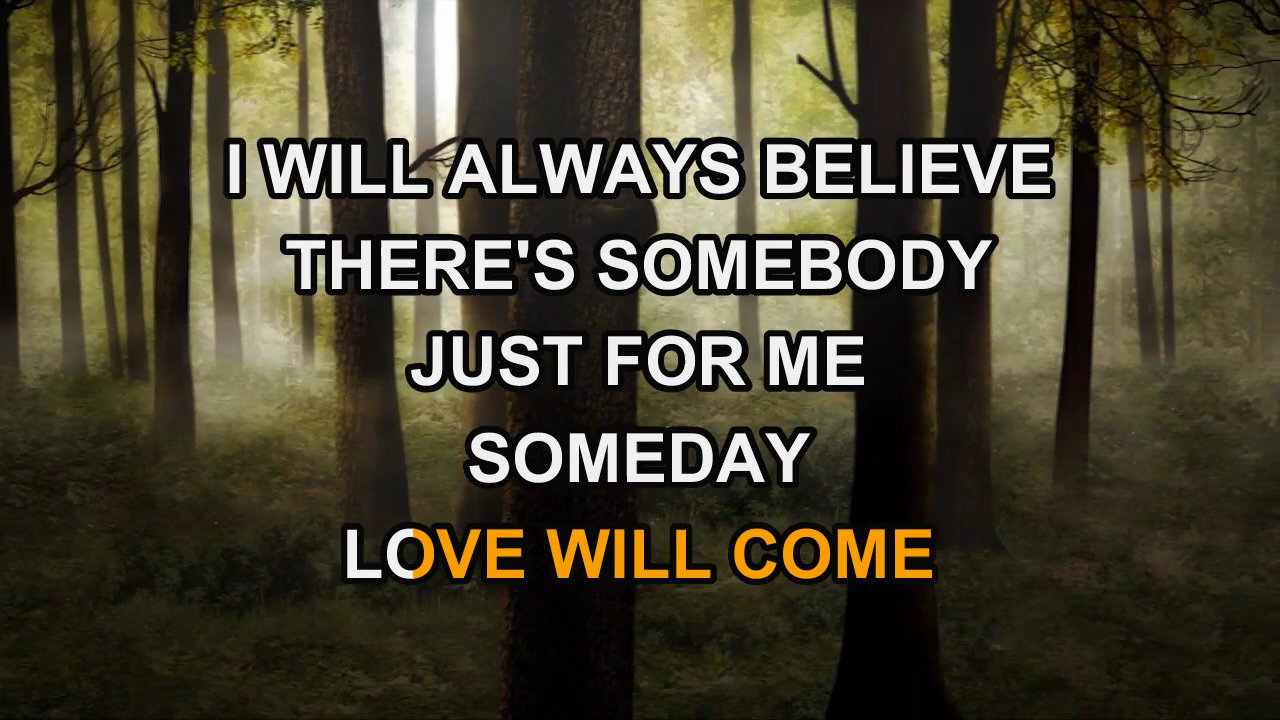 I WILL ALWAYS BELIEVE
THERE'S SOMEBODY
JUST FOR ME
SOMEDAY
LOVE WILL COME